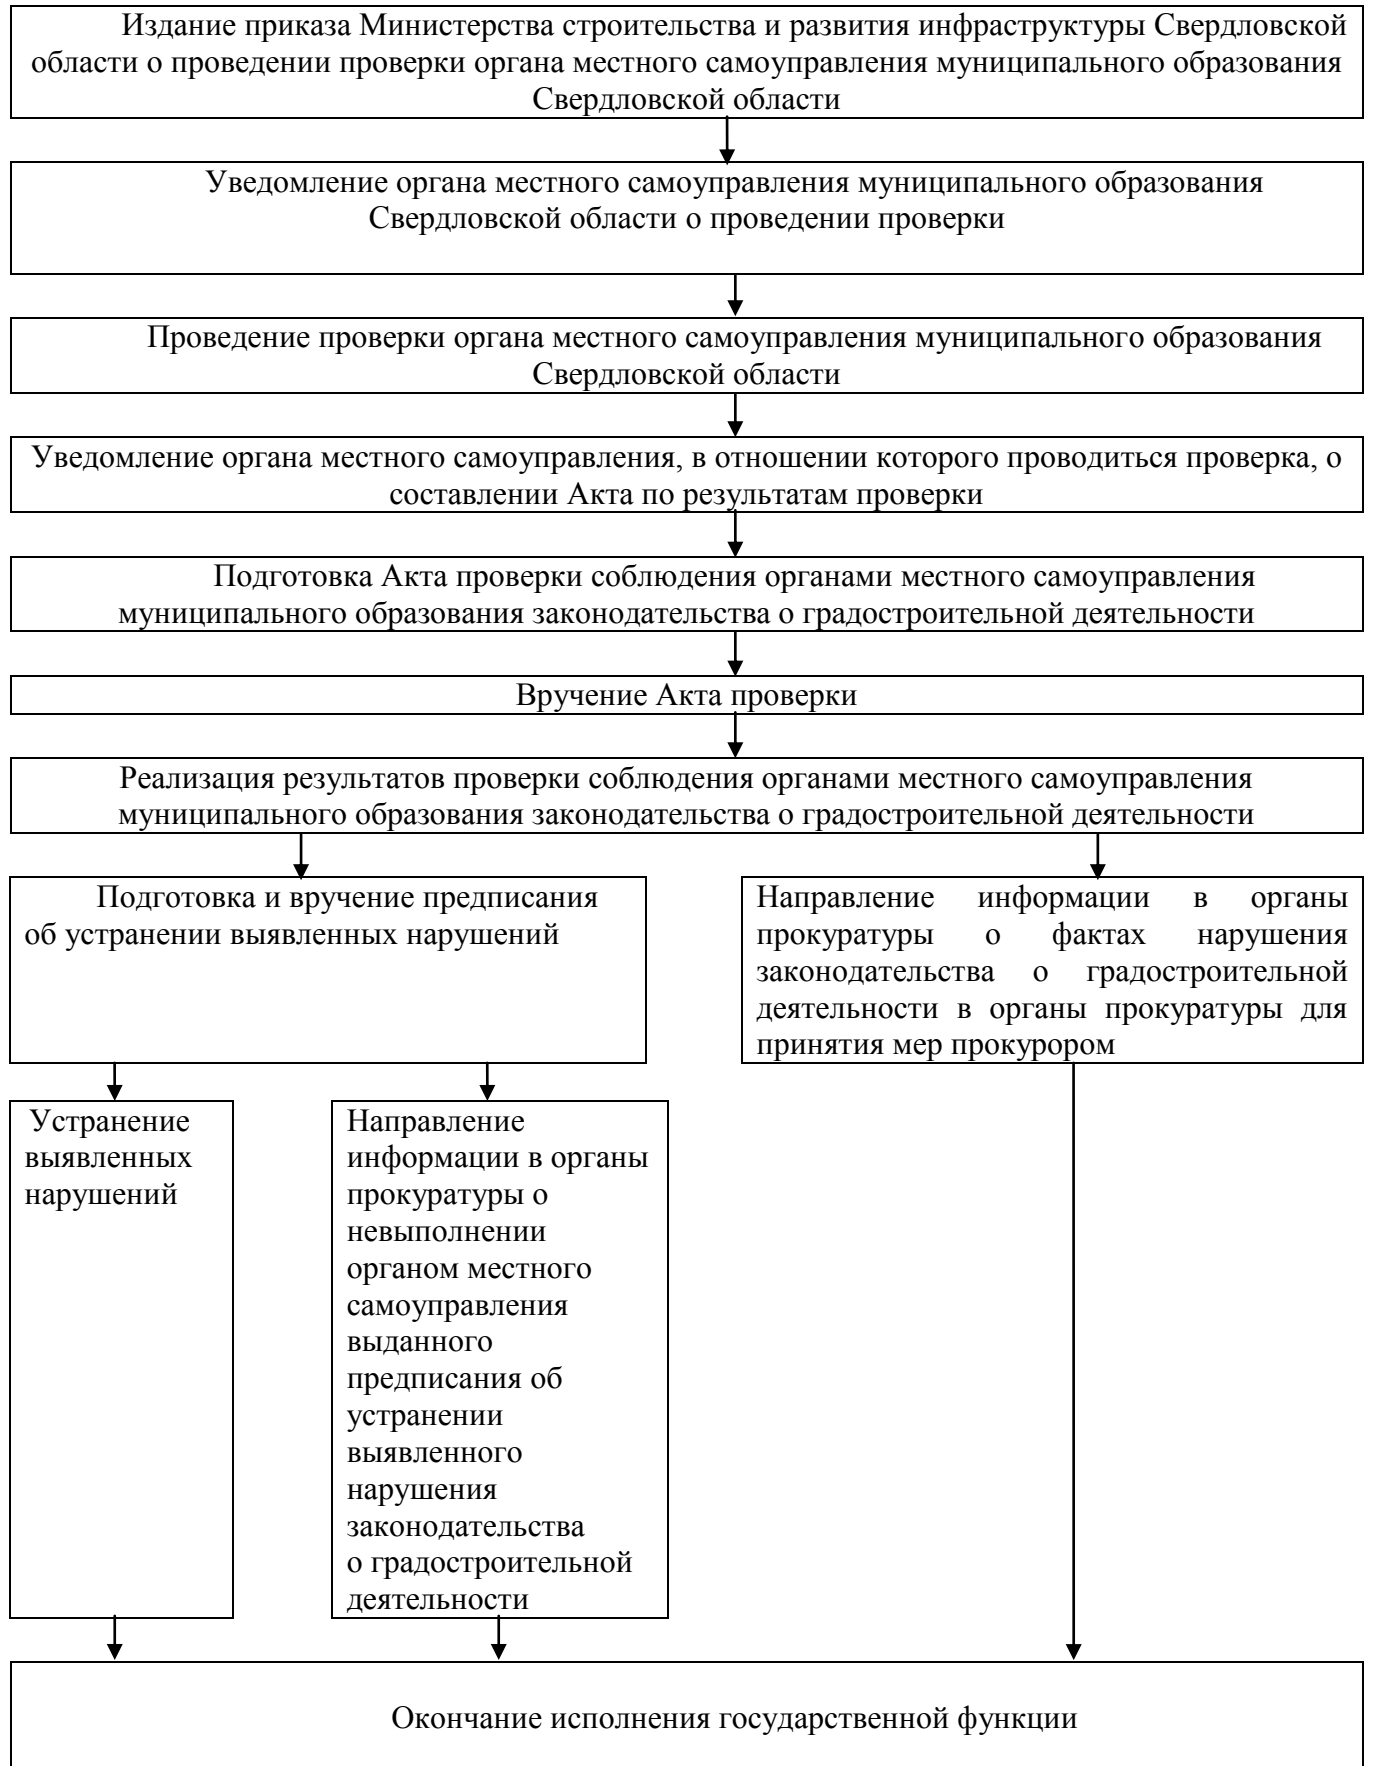 Издание приказа Министерства строительства и развития инфраструктуры Свердловской
области о проведении проверки органа местного самоуправления муниципального образования
Свердловской области
Уведомление органа местного самоуправления муниципального образования
Свердловской области о проведении проверки
Проведение проверки органа местного самоуправления муниципального образования
Свердловской области
Уведомление органа местного самоуправления, в отношении которого проводиться проверка, о
составлении Акта по результатам проверки
Подготовка Акта проверки соблюдения органами местного самоуправления
муниципального образования законодательства о градостроительной деятельности
Вручение Акта проверки
Реализация результатов проверки соблюдения органами местного самоуправления
муниципального образования законодательства о градостроительной деятельности
Подготовка и вручение предписания
об устранении выявленных нарушений
Направление информации в органы
прокуратуры о фактах нарушения
законодательства о градостроительной
деятельности в органы прокуратуры для
принятия мер прокурором
Устранение
выявленных
нарушений
Направление
информации в органы
прокуратуры о
невыполнении
органом местного
самоуправления
выданного
предписания об
устранении
выявленного
нарушения
законодательства
о градостроительной
деятельности
Окончание исполнения государственной функции